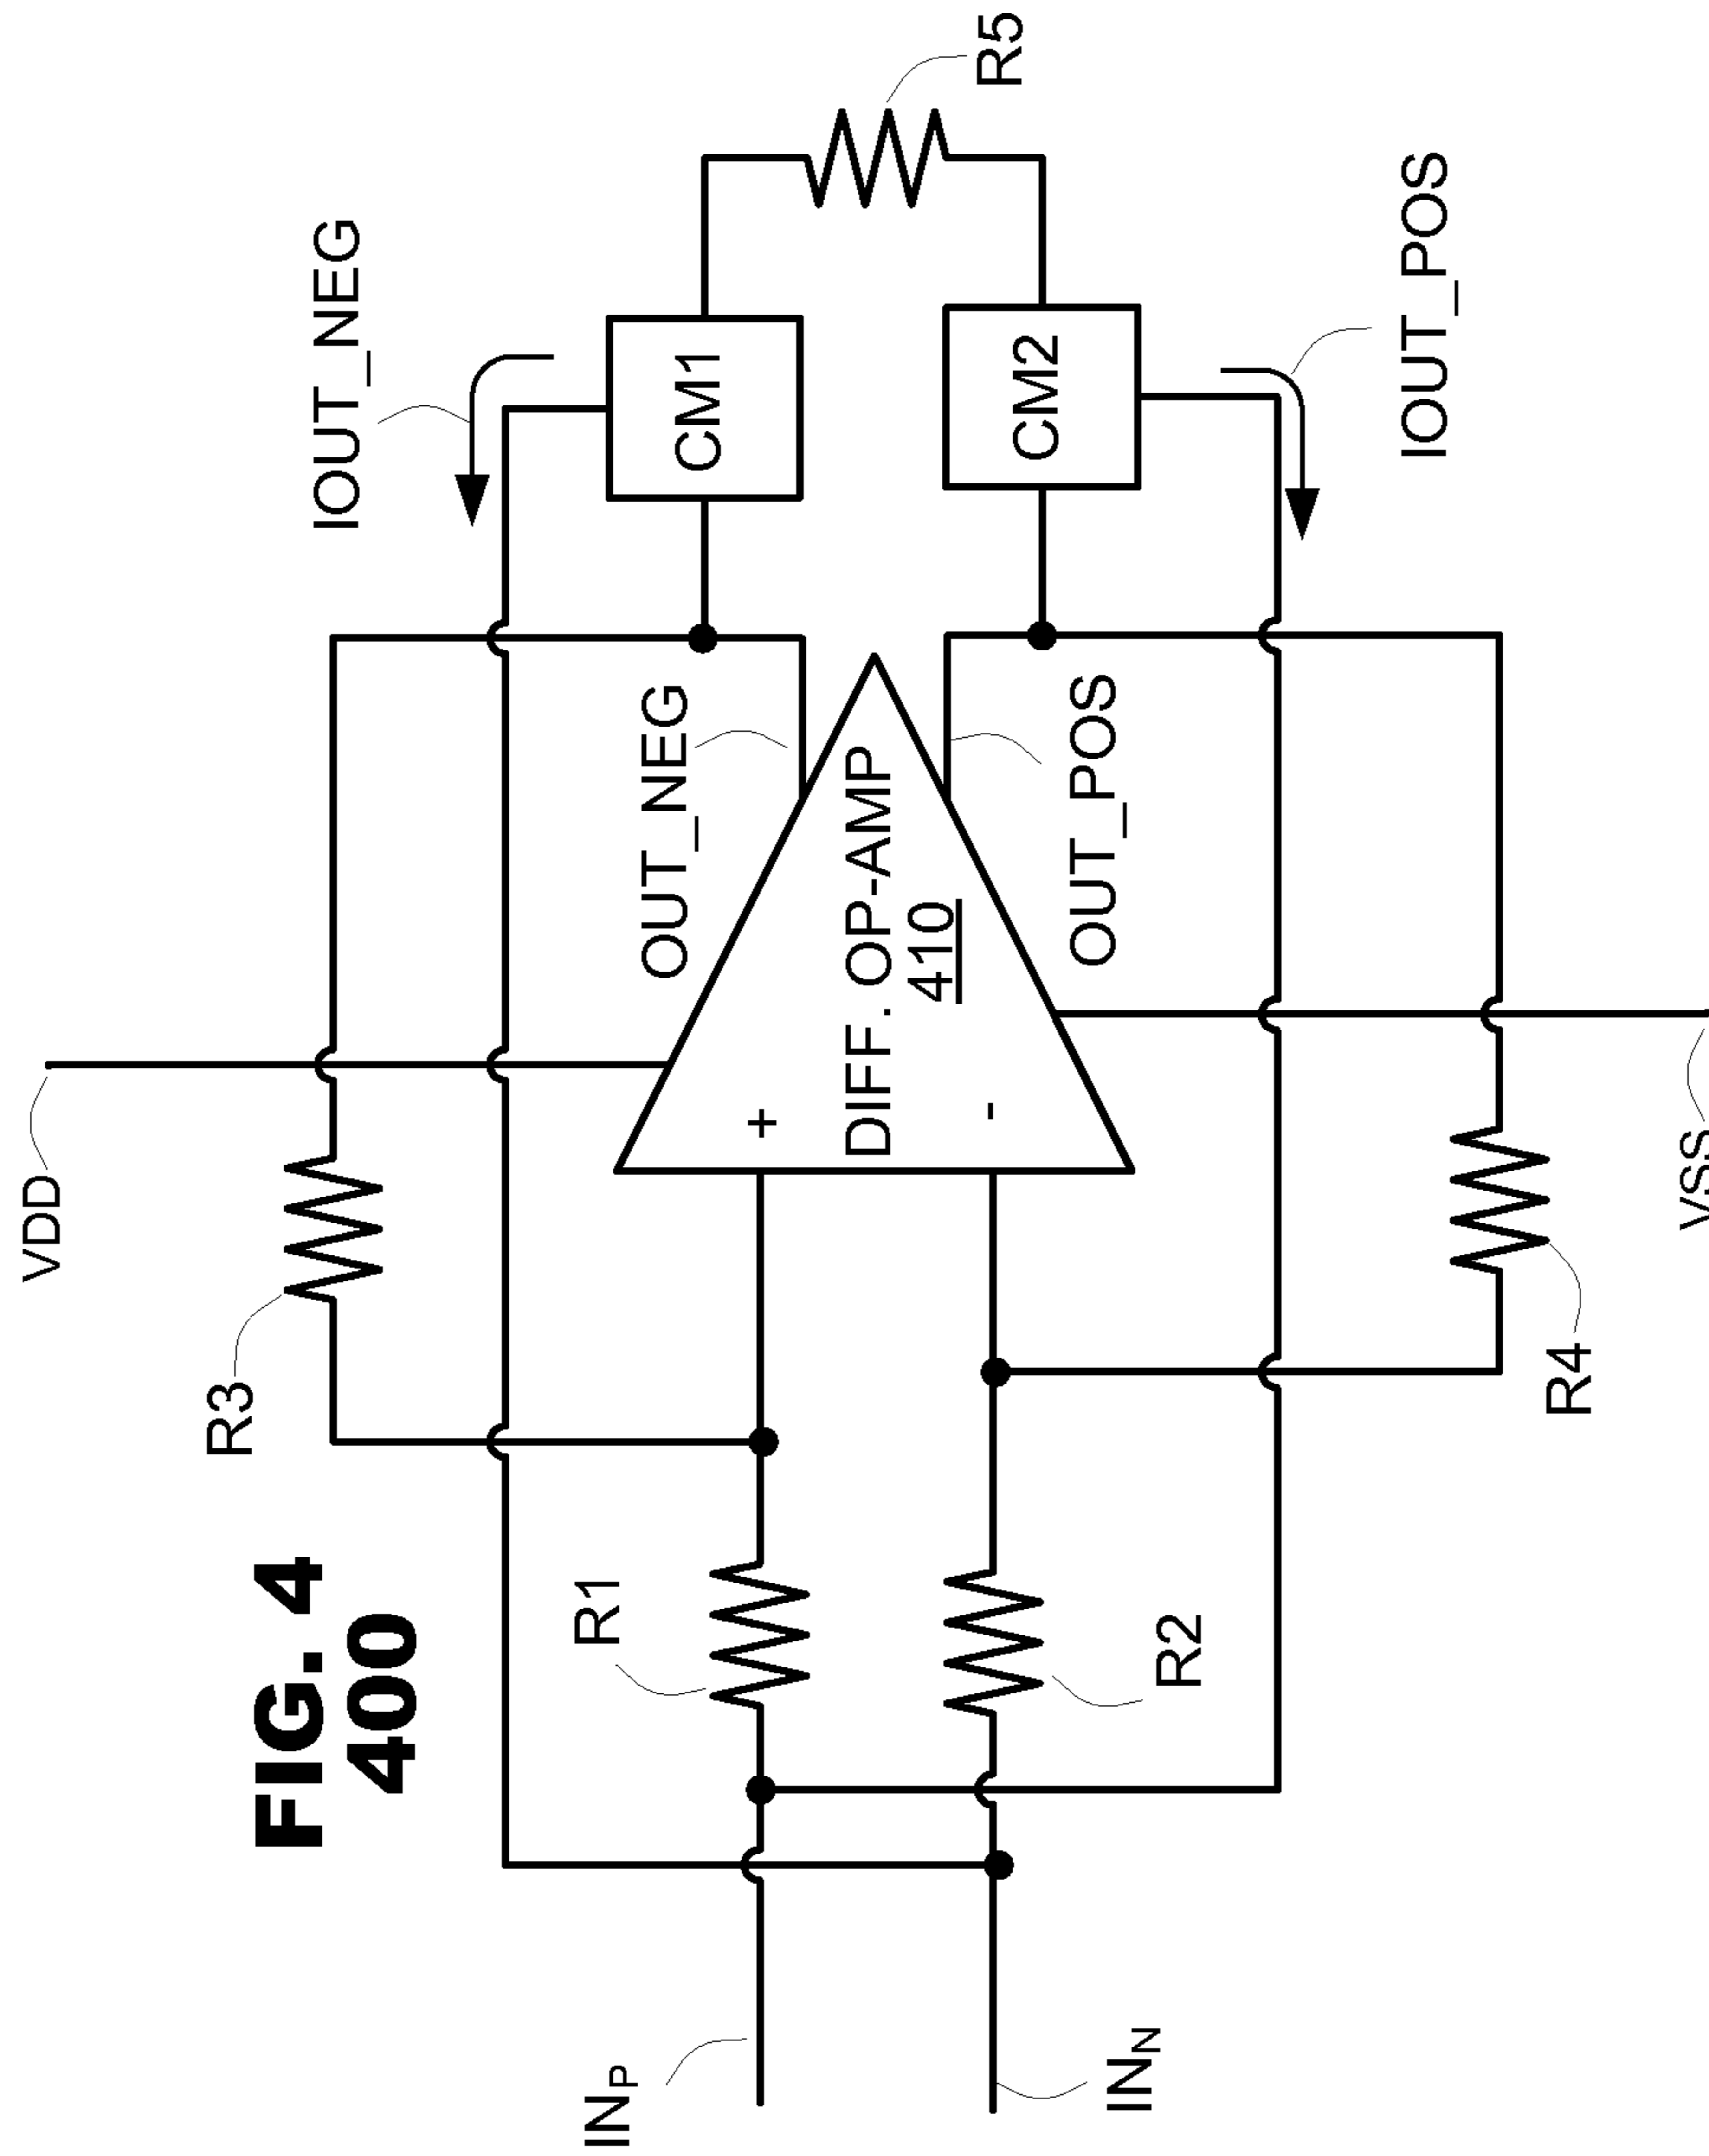 FIG. 4
400
VDD
R3
IOUT_NEG
R1
INP
OUT_NEG
CM1
+
DIFF. OP-AMP
410
-
R5
CM2
OUT_POS
INN
R2
IOUT_POS
R4
VSS